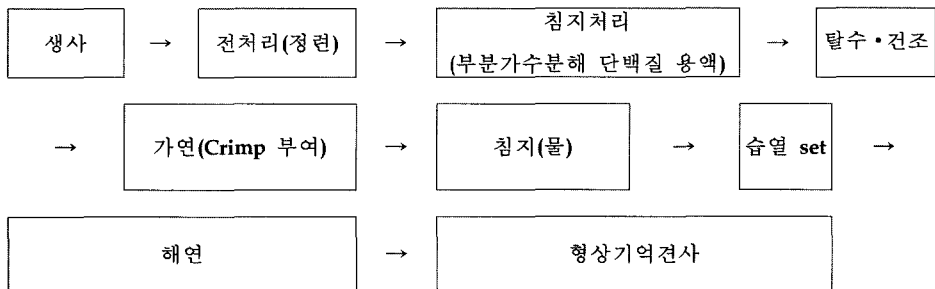 생사 → 전처리(정련) → 침지처리 → 탈수·건조
(부분가수분해 단백질 용액)
→ 가연(Crimp 부여) → 침지(물) → 습열 set →
해연 → 형상기억견사